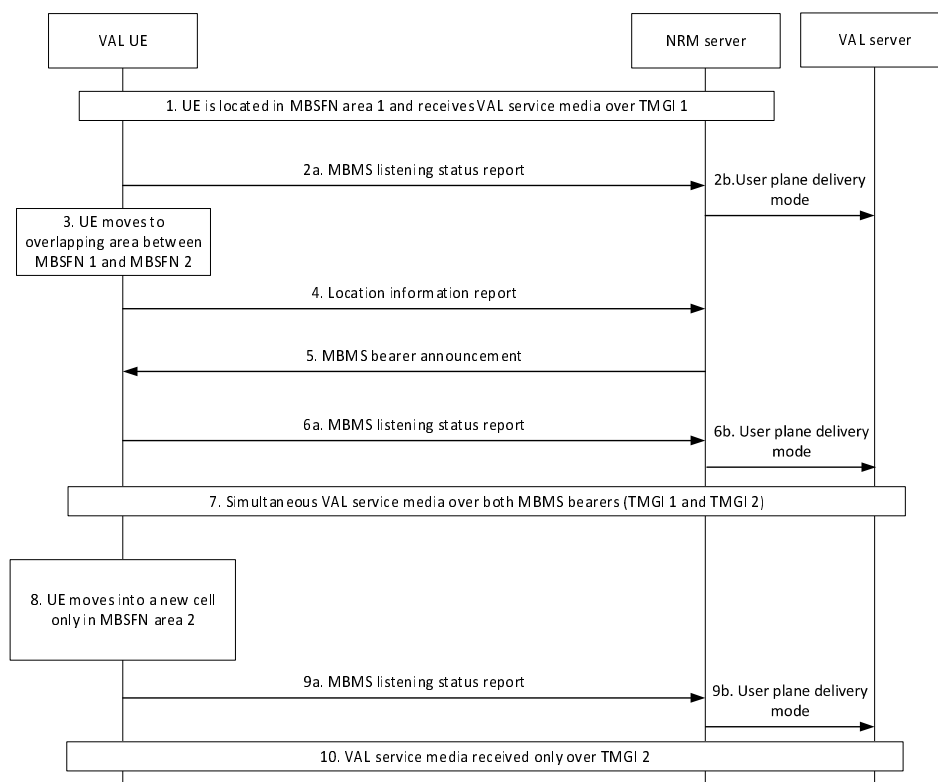 VAL UE
NRM server
VAL server
1. UE is located in MBSFN area 1 and receives VAL service media over TMGI 1
2a. MBMS listening status report
2b.User plane delivery
mode
3. UE moves to
overlapping area between
MBSFN 1 and MBSFN 2
4. Location information report
5. MBMS bearer announcement
6a. MBMS listening status report
6b. User plane delivery
mode
7. Simultaneous VAL service media over both MBMS bearers (TMGI 1 and TMGI 2)
8. UE moves into a new cell
only in MBSFN area 2
9a. MBMS listening status report
9b. User plane delivery
mode
10. VAL service media received only over TMGI 2